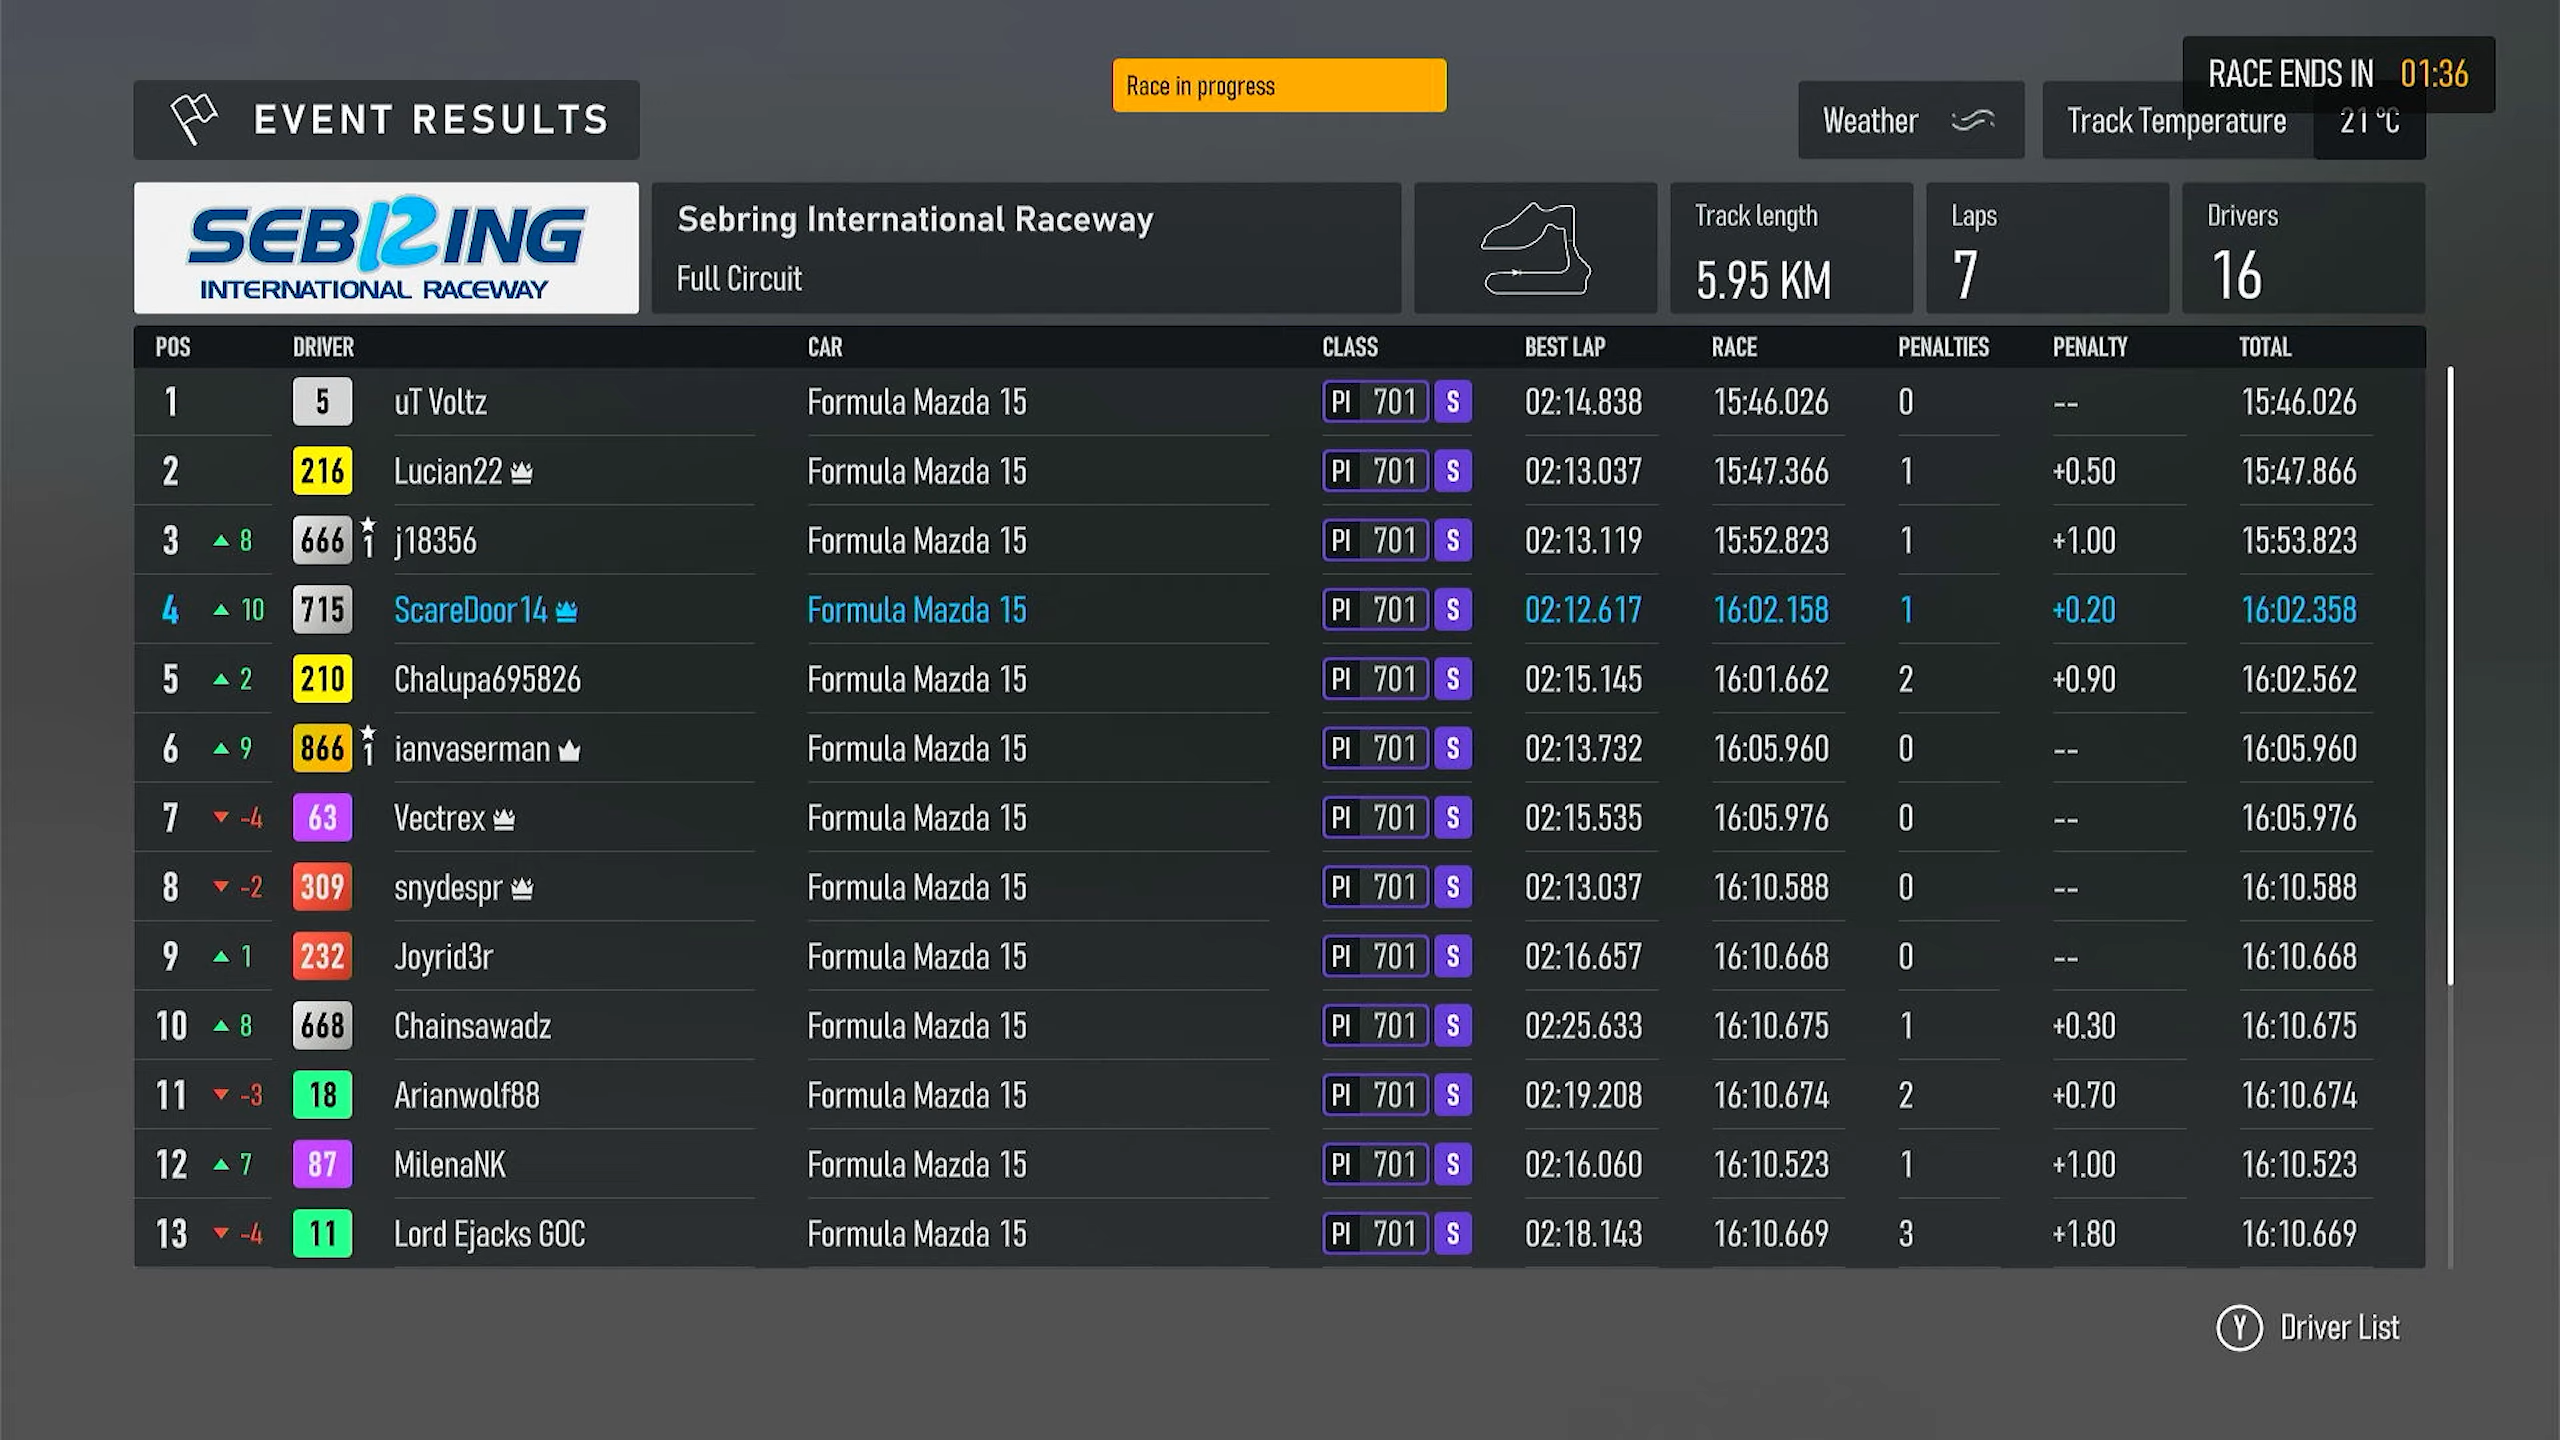 RACE ENDS IN 01:36
Race in progress
EVENT RESULTS
Weather
Track Temperature 21 °C
SEBRING
INTERNATIONAL RACEWAY
Sebring International Raceway
Full Circuit
Track length
5.95 KM
Laps
7
Drivers
16
POS DRIVER CAR CLASS BEST LAP RACE PENALTIES PENALTY TOTAL
1 5 uT Voltz Formula Mazda 15 PI 701 S 02:14.838 15:46.026 0 -- 15:46.026
2 216 Lucian22 Formula Mazda 15 PI 701 S 02:13.037 15:47.366 1 +0.50 15:47.866
3 ▲ 8 666 ★1 j18356 Formula Mazda 15 PI 701 S 02:13.119 15:52.823 1 +1.00 15:53.823
4 ▲ 10 715 ScareDoor14 Formula Mazda 15 PI 701 S 02:12.617 16:02.158 1 +0.20 16:02.358
5 ▲ 2 210 Chalupa695826 Formula Mazda 15 PI 701 S 02:15.145 16:01.662 2 +0.90 16:02.562
6 ▲ 9 866 ★1 ianvaserman Formula Mazda 15 PI 701 S 02:13.732 16:05.960 0 -- 16:05.960
7 ▼ -4 63 Vectrex Formula Mazda 15 PI 701 S 02:15.535 16:05.976 0 -- 16:05.976
8 ▼ -2 309 snydespr Formula Mazda 15 PI 701 S 02:13.037 16:10.588 0 -- 16:10.588
9 ▲ 1 232 Joyrid3r Formula Mazda 15 PI 701 S 02:16.657 16:10.668 0 -- 16:10.668
10 ▲ 8 668 Chainsawadz Formula Mazda 15 PI 701 S 02:25.633 16:10.675 1 +0.30 16:10.675
11 ▼ -3 18 Arianwolf88 Formula Mazda 15 PI 701 S 02:19.208 16:10.674 2 +0.70 16:10.674
12 ▲ 7 87 MilenaNK Formula Mazda 15 PI 701 S 02:16.060 16:10.523 1 +1.00 16:10.523
13 ▼ -4 11 Lord Ejacks GOC Formula Mazda 15 PI 701 S 02:18.143 16:10.669 3 +1.80 16:10.669
Y Driver List